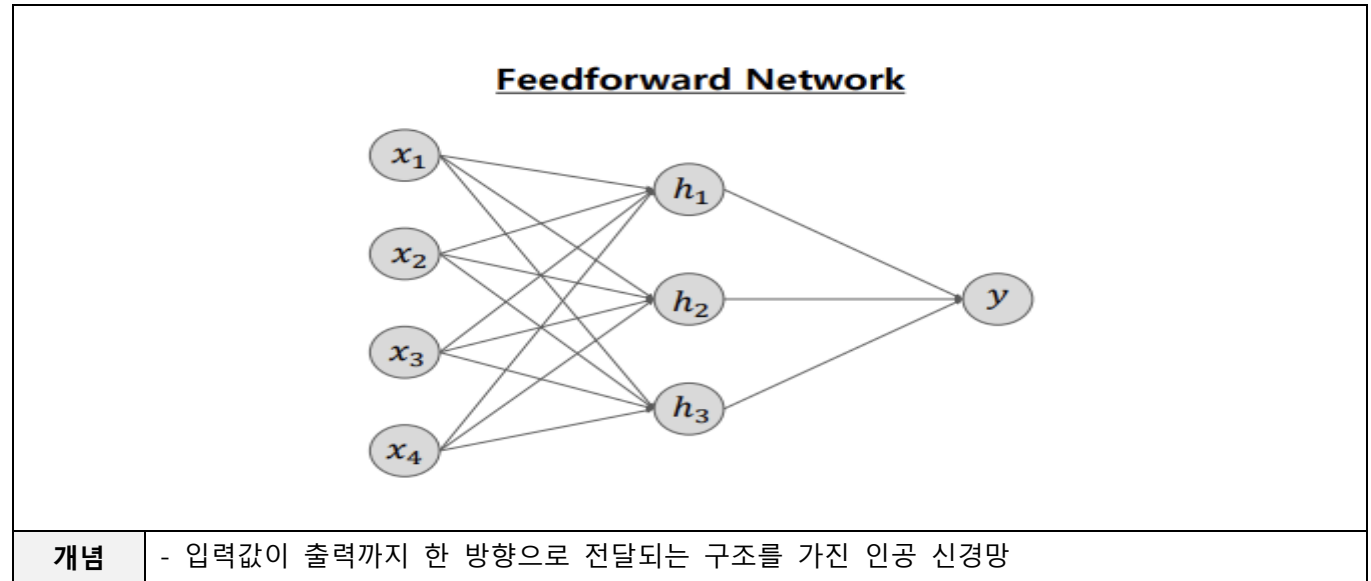 Feedforward Network
x₁
h₁
x₂
h₂
y
x₃
h₃
x₄
개념
- 입력값이 출력까지 한 방향으로 전달되는 구조를 가진 인공 신경망